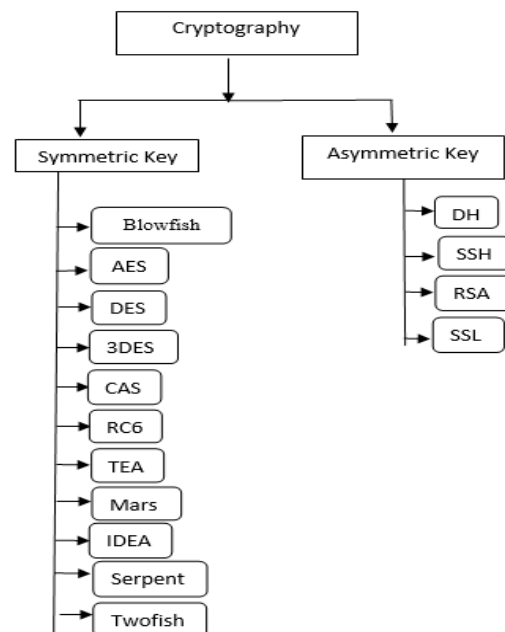 Cryptography
Symmetric Key
Asymmetric Key
Blowfish
AES
DES
3DES
CAS
RC6
TEA
Mars
IDEA
Serpent
Twofish
DH
SSH
RSA
SSL